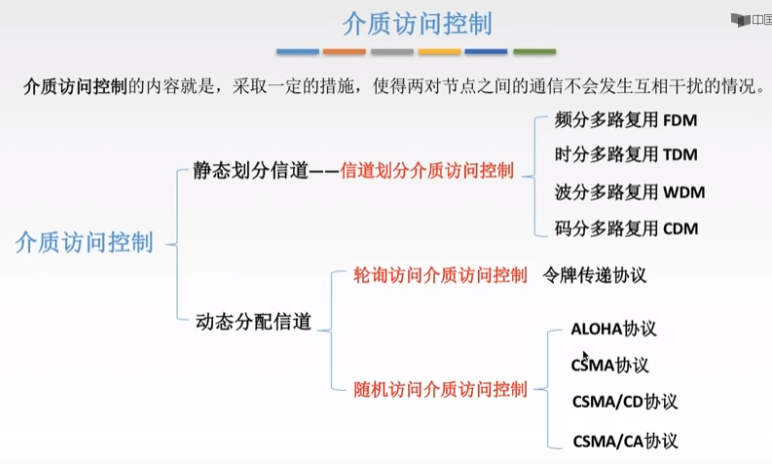 介质访问控制
中国
介质访问控制的内容就是，采取一定的措施，使得两对节点之间的通信不会发生互相干扰的情况。
介质访问控制
静态划分信道——信道划分介质访问控制
频分多路复用 FDM
时分多路复用 TDM
波分多路复用 WDM
码分多路复用 CDM
动态分配信道
轮询访问介质访问控制 令牌传递协议
随机访问介质访问控制
ALOHA协议
CSMA协议
CSMA/CD协议
CSMA/CA协议